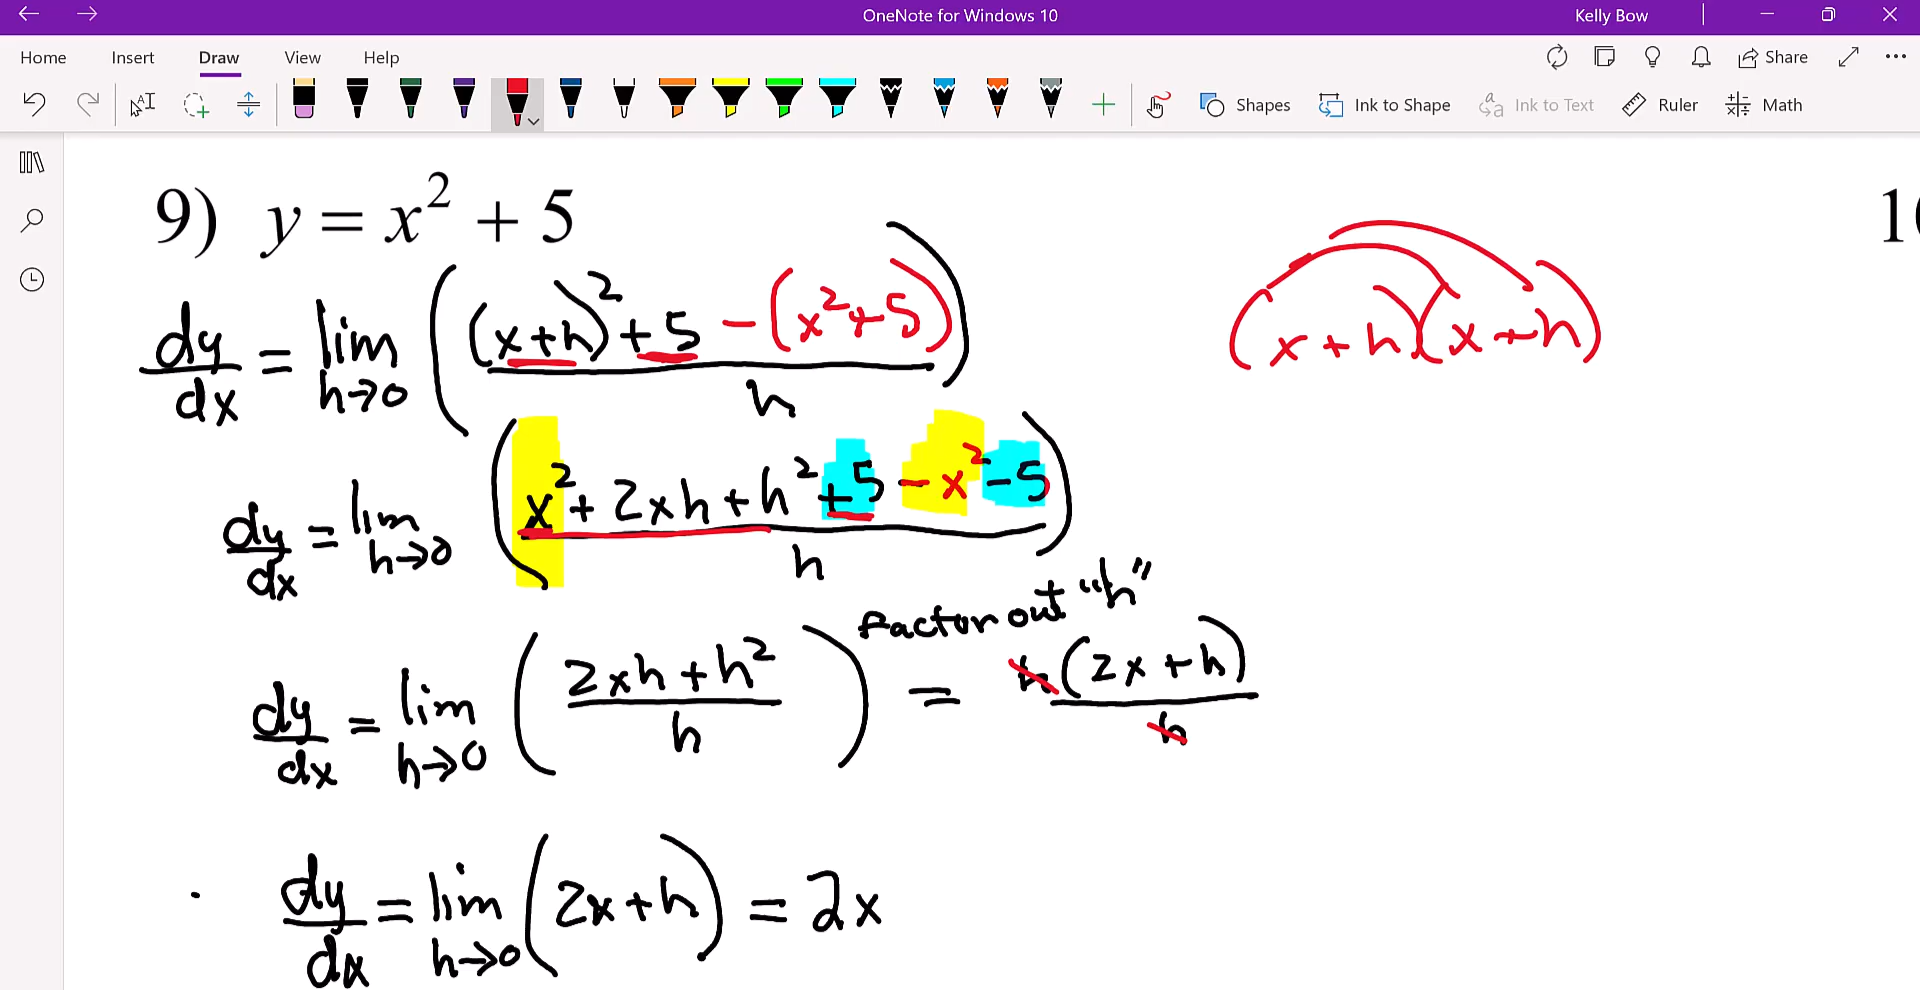 OneNote for Windows 10
Kelly Bow
Home Insert Draw View Help Share
Shapes Ink to Shape Ink to Text Ruler Math
9) y = x² + 5
10
dy/dx = lim h→0 (((x+h)² + 5 - (x² + 5))/h)
(x+h)(x+h)
dy/dx = lim h→0 ((x² + 2xh + h² + 5 - x² - 5)/h)
Factor out "h"
dy/dx = lim h→0 ((2xh + h²)/h) = h(2x + h)/h
dy/dx = lim h→0 (2x + h) = 2x